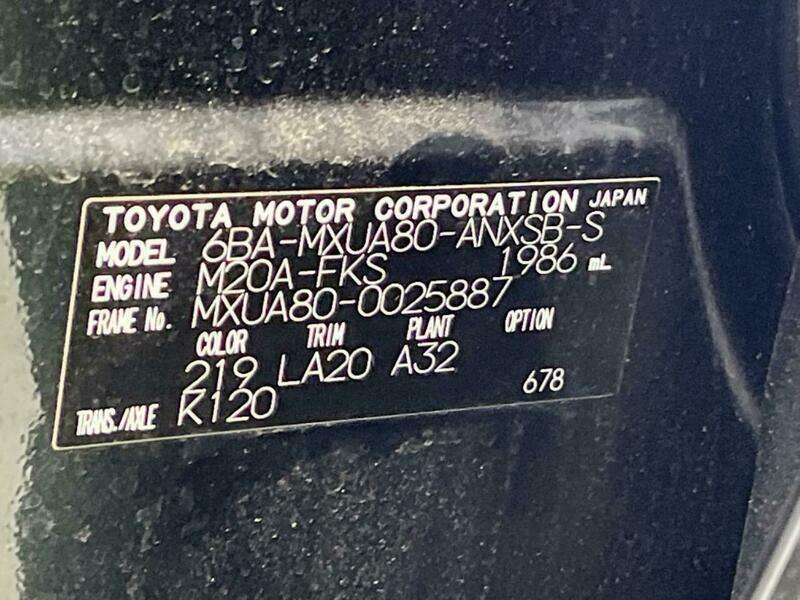 TOYOTA MOTOR CORPORATION JAPAN
MODEL 6BA-MXUA80-ANXSB-S
ENGINE M20A-FKS 1986 mL
FRAME No. MXUA80-0025887
COLOR TRIM PLANT OPTION
219 LA20 A32 678
TRANS./AXLE K120